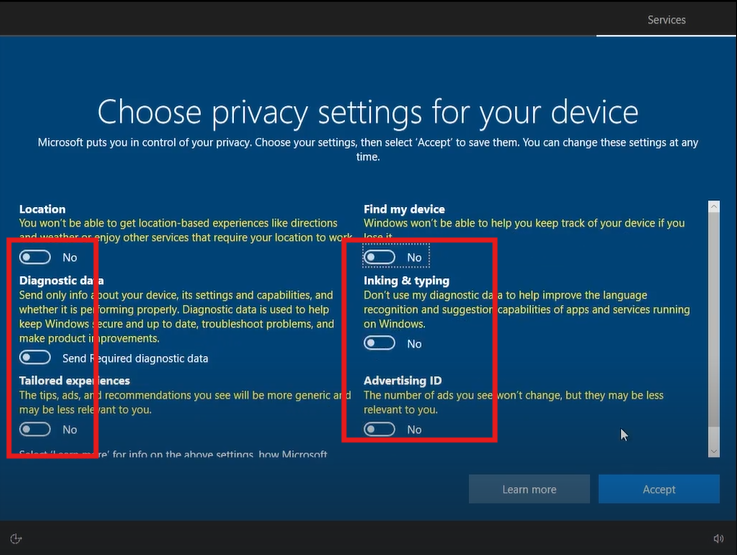 Services
Choose privacy settings for your device
Microsoft puts you in control of your privacy. Choose your settings, then select 'Accept' to save them. You can change these settings at any
time.
Location
You won't be able to get location-based experiences like directions
and weather or enjoy other services that require your location to work.
No
Diagnostic data
Send only info about your device, its settings and capabilities, and
whether it is performing properly. Diagnostic data is used to help
keep Windows secure and up to date, troubleshoot problems, and
make product improvements.
Send Required diagnostic data
Tailored experiences
The tips, ads, and recommendations you see will be more generic and
may be less relevant to you.
No
Select 'Learn more' for info on the above settings, how Microsoft
Find my device
Windows won't be able to help you keep track of your device if you
lose it.
No
Inking & typing
Don't use my diagnostic data to help improve the language
recognition and suggestion capabilities of apps and services running
on Windows.
No
Advertising ID
The number of ads you see won't change, but they may be less
relevant to you.
No
Learn more
Accept